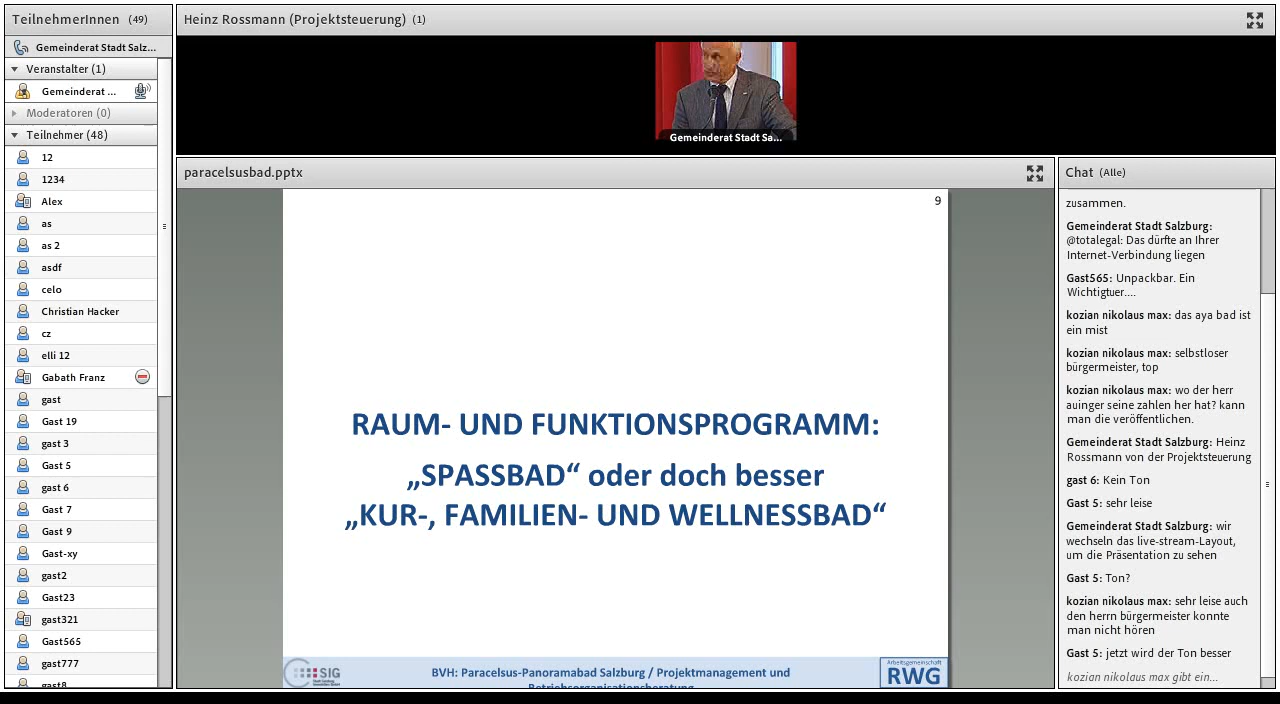 TeilnehmerInnen (49)
Gemeinderat Stadt Salz...
Veranstalter (1)
Gemeinderat ...
Moderatoren (0)
Teilnehmer (48)
12
1234
Alex
as
as 2
asdf
celo
Christian Hacker
cz
elli 12
Gabath Franz
gast
Gast 19
gast 3
Gast 5
gast 6
Gast 7
Gast 9
Gast-xy
gast2
Gast23
gast321
Gast565
gast777
gast8
Heinz Rossmann (Projektsteuerung) (1)
Gemeinderat Stadt Sa...
paracelsusbad.pptx
9
RAUM- UND FUNKTIONSPROGRAMM:
„SPASSBAD“ oder doch besser
„KUR-, FAMILIEN- UND WELLNESSBAD“
SIG
BVH: Paracelsus-Panoramabad Salzburg / Projektmanagement und
Betriebsorganisationsberatung
Arbeitsgemeinschaft
RWG
Chat (Alle)
zusammen.
Gemeinderat Stadt Salzburg:
@totalegal: Das dürfte an Ihrer
Internet-Verbindung liegen
Gast565: Unpackbar. Ein
Wichtigtuer....
kozian nikolaus max: das aya bad ist
ein mist
kozian nikolaus max: selbstloser
bürgermeister, top
kozian nikolaus max: wo der herr
auinger seine zahlen her hat? kann
man die veröffentlichen.
Gemeinderat Stadt Salzburg: Heinz
Rossmann von der Projektsteuerung
gast 6: Kein Ton
Gast 5: sehr leise
Gemeinderat Stadt Salzburg: wir
wechseln das live-stream-Layout,
um die Präsentation zu sehen
Gast 5: Ton?
kozian nikolaus max: sehr leise auch
den herrn bürgermeister konnte
man nicht hören
Gast 5: jetzt wird der Ton besser
kozian nikolaus max gibt ein...